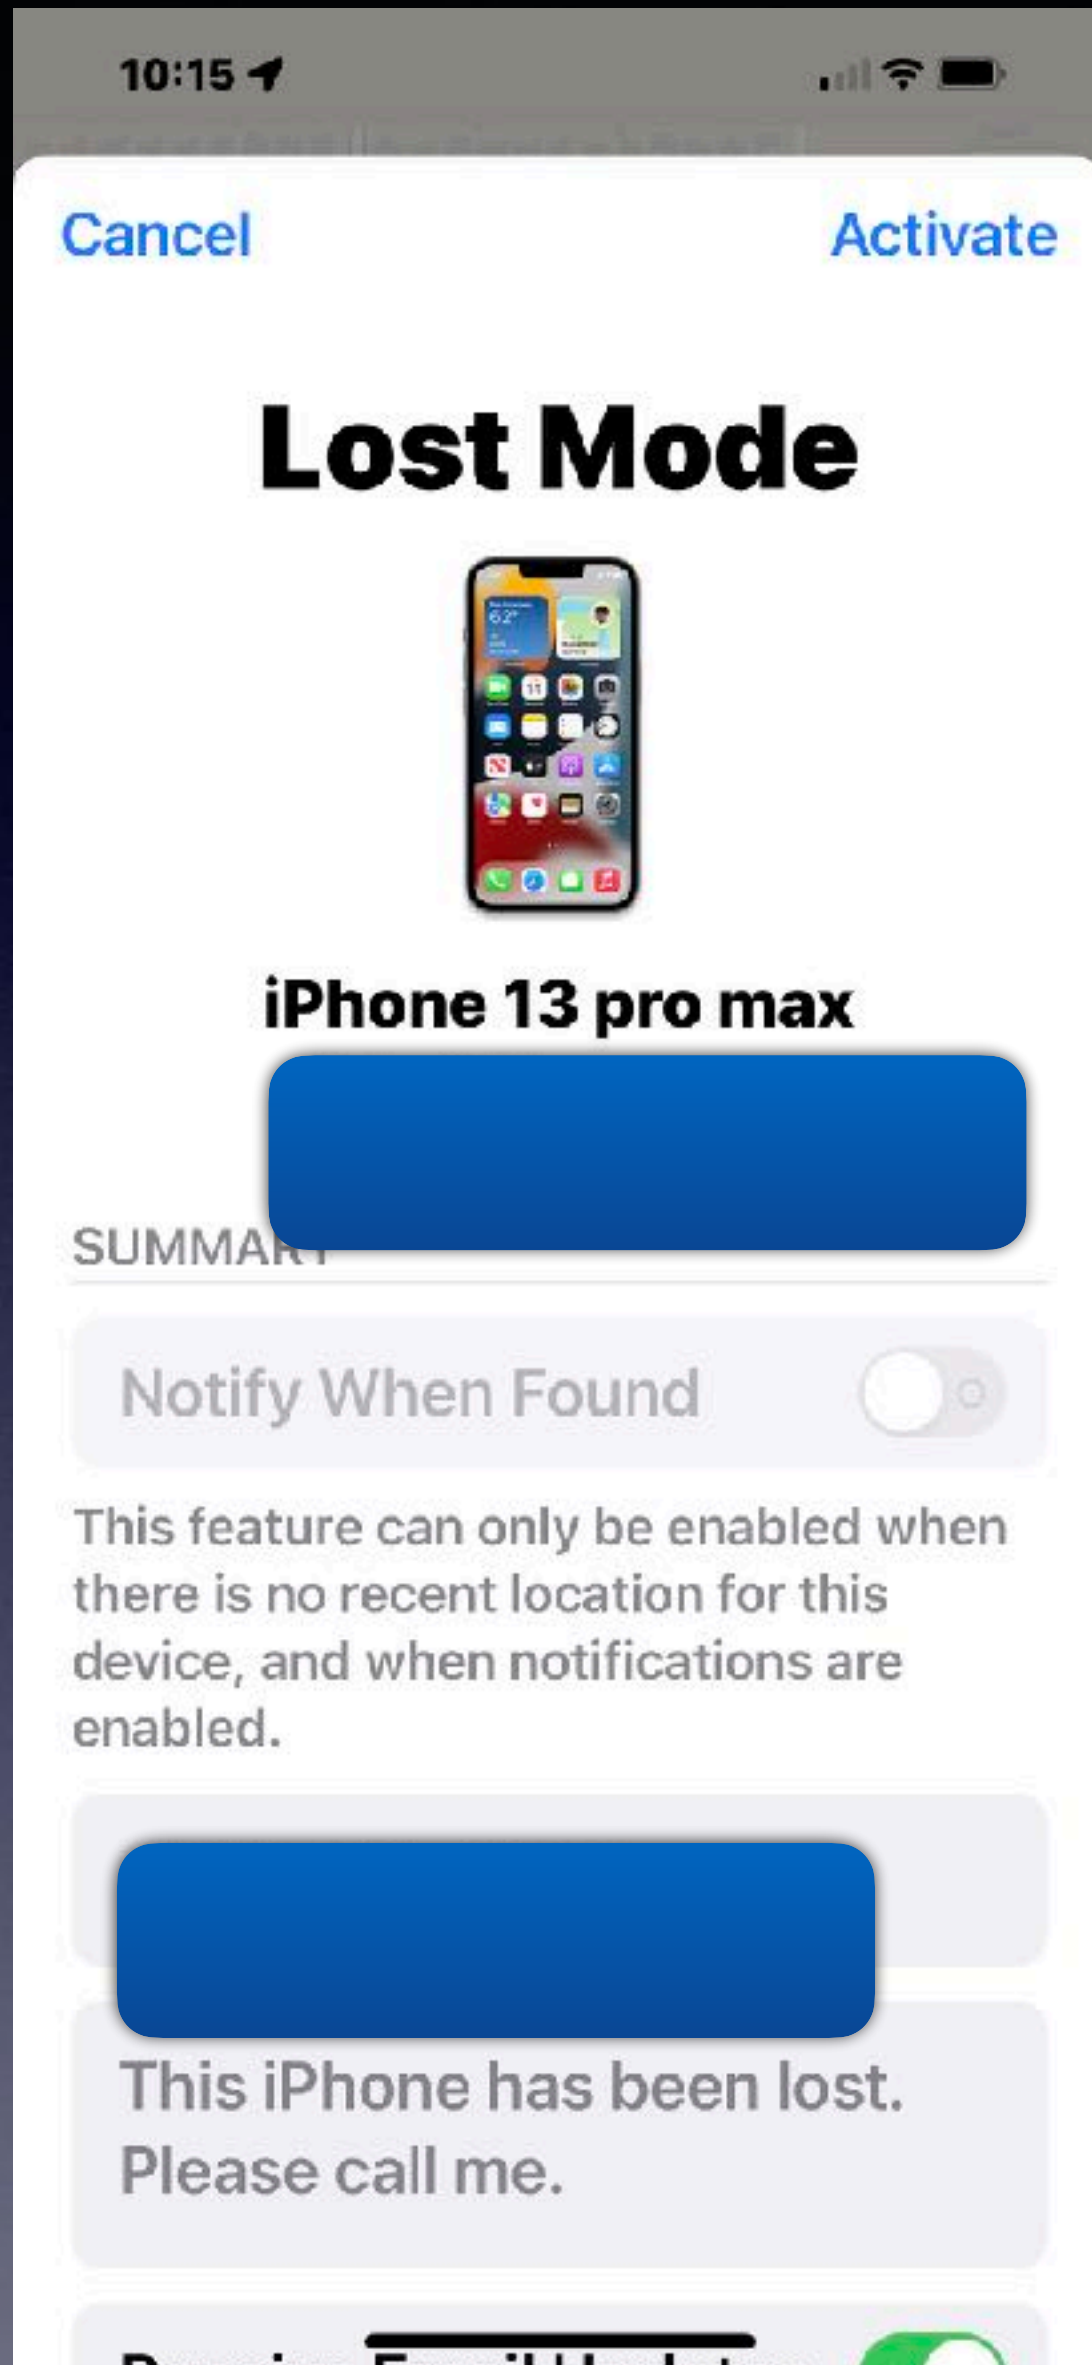 10:15
Cancel
Activate
Lost Mode
iPhone 13 pro max
SUMMARY
Notify When Found
This feature can only be enabled when
there is no recent location for this
device, and when notifications are
enabled.
This iPhone has been lost.
Please call me.
Email